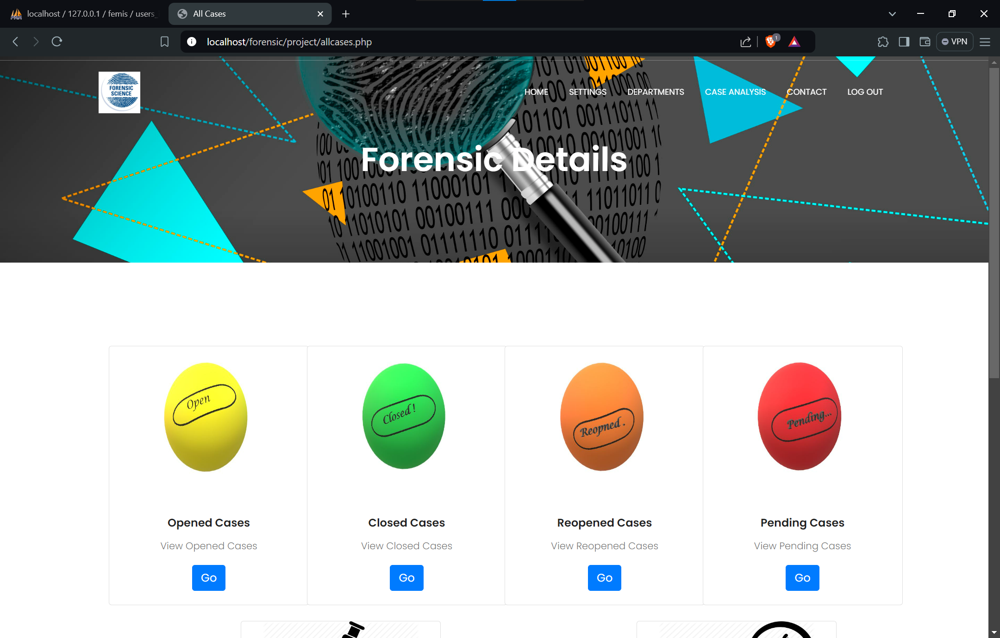 localhost / 127.0.0.1 / femis / users_
All Cases
localhost/forensic/project/allcases.php
1
VPN
FORENSIC
SCIENCE
HOME
SETTINGS
DEPARTMENTS
CASE ANALYSIS
CONTACT
LOG OUT
Forensic Details
Open
Closed !
Reopned .
Pending...
Opened Cases
Closed Cases
Reopened Cases
Pending Cases
View Opened Cases
View Closed Cases
View Reopened Cases
View Pending Cases
Go
Go
Go
Go